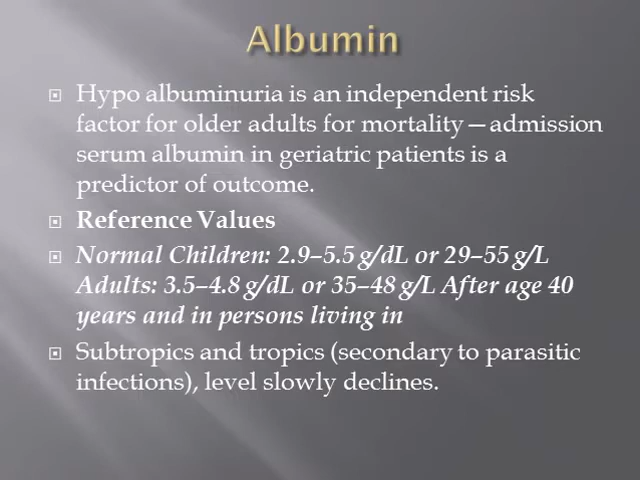 Albumin
Hypo albuminuria is an independent risk
factor for older adults for mortality—admission
serum albumin in geriatric patients is a
predictor of outcome.
Reference Values
Normal Children: 2.9–5.5 g/dL or 29–55 g/L
Adults: 3.5–4.8 g/dL or 35–48 g/L After age 40
years and in persons living in
Subtropics and tropics (secondary to parasitic
infections), level slowly declines.